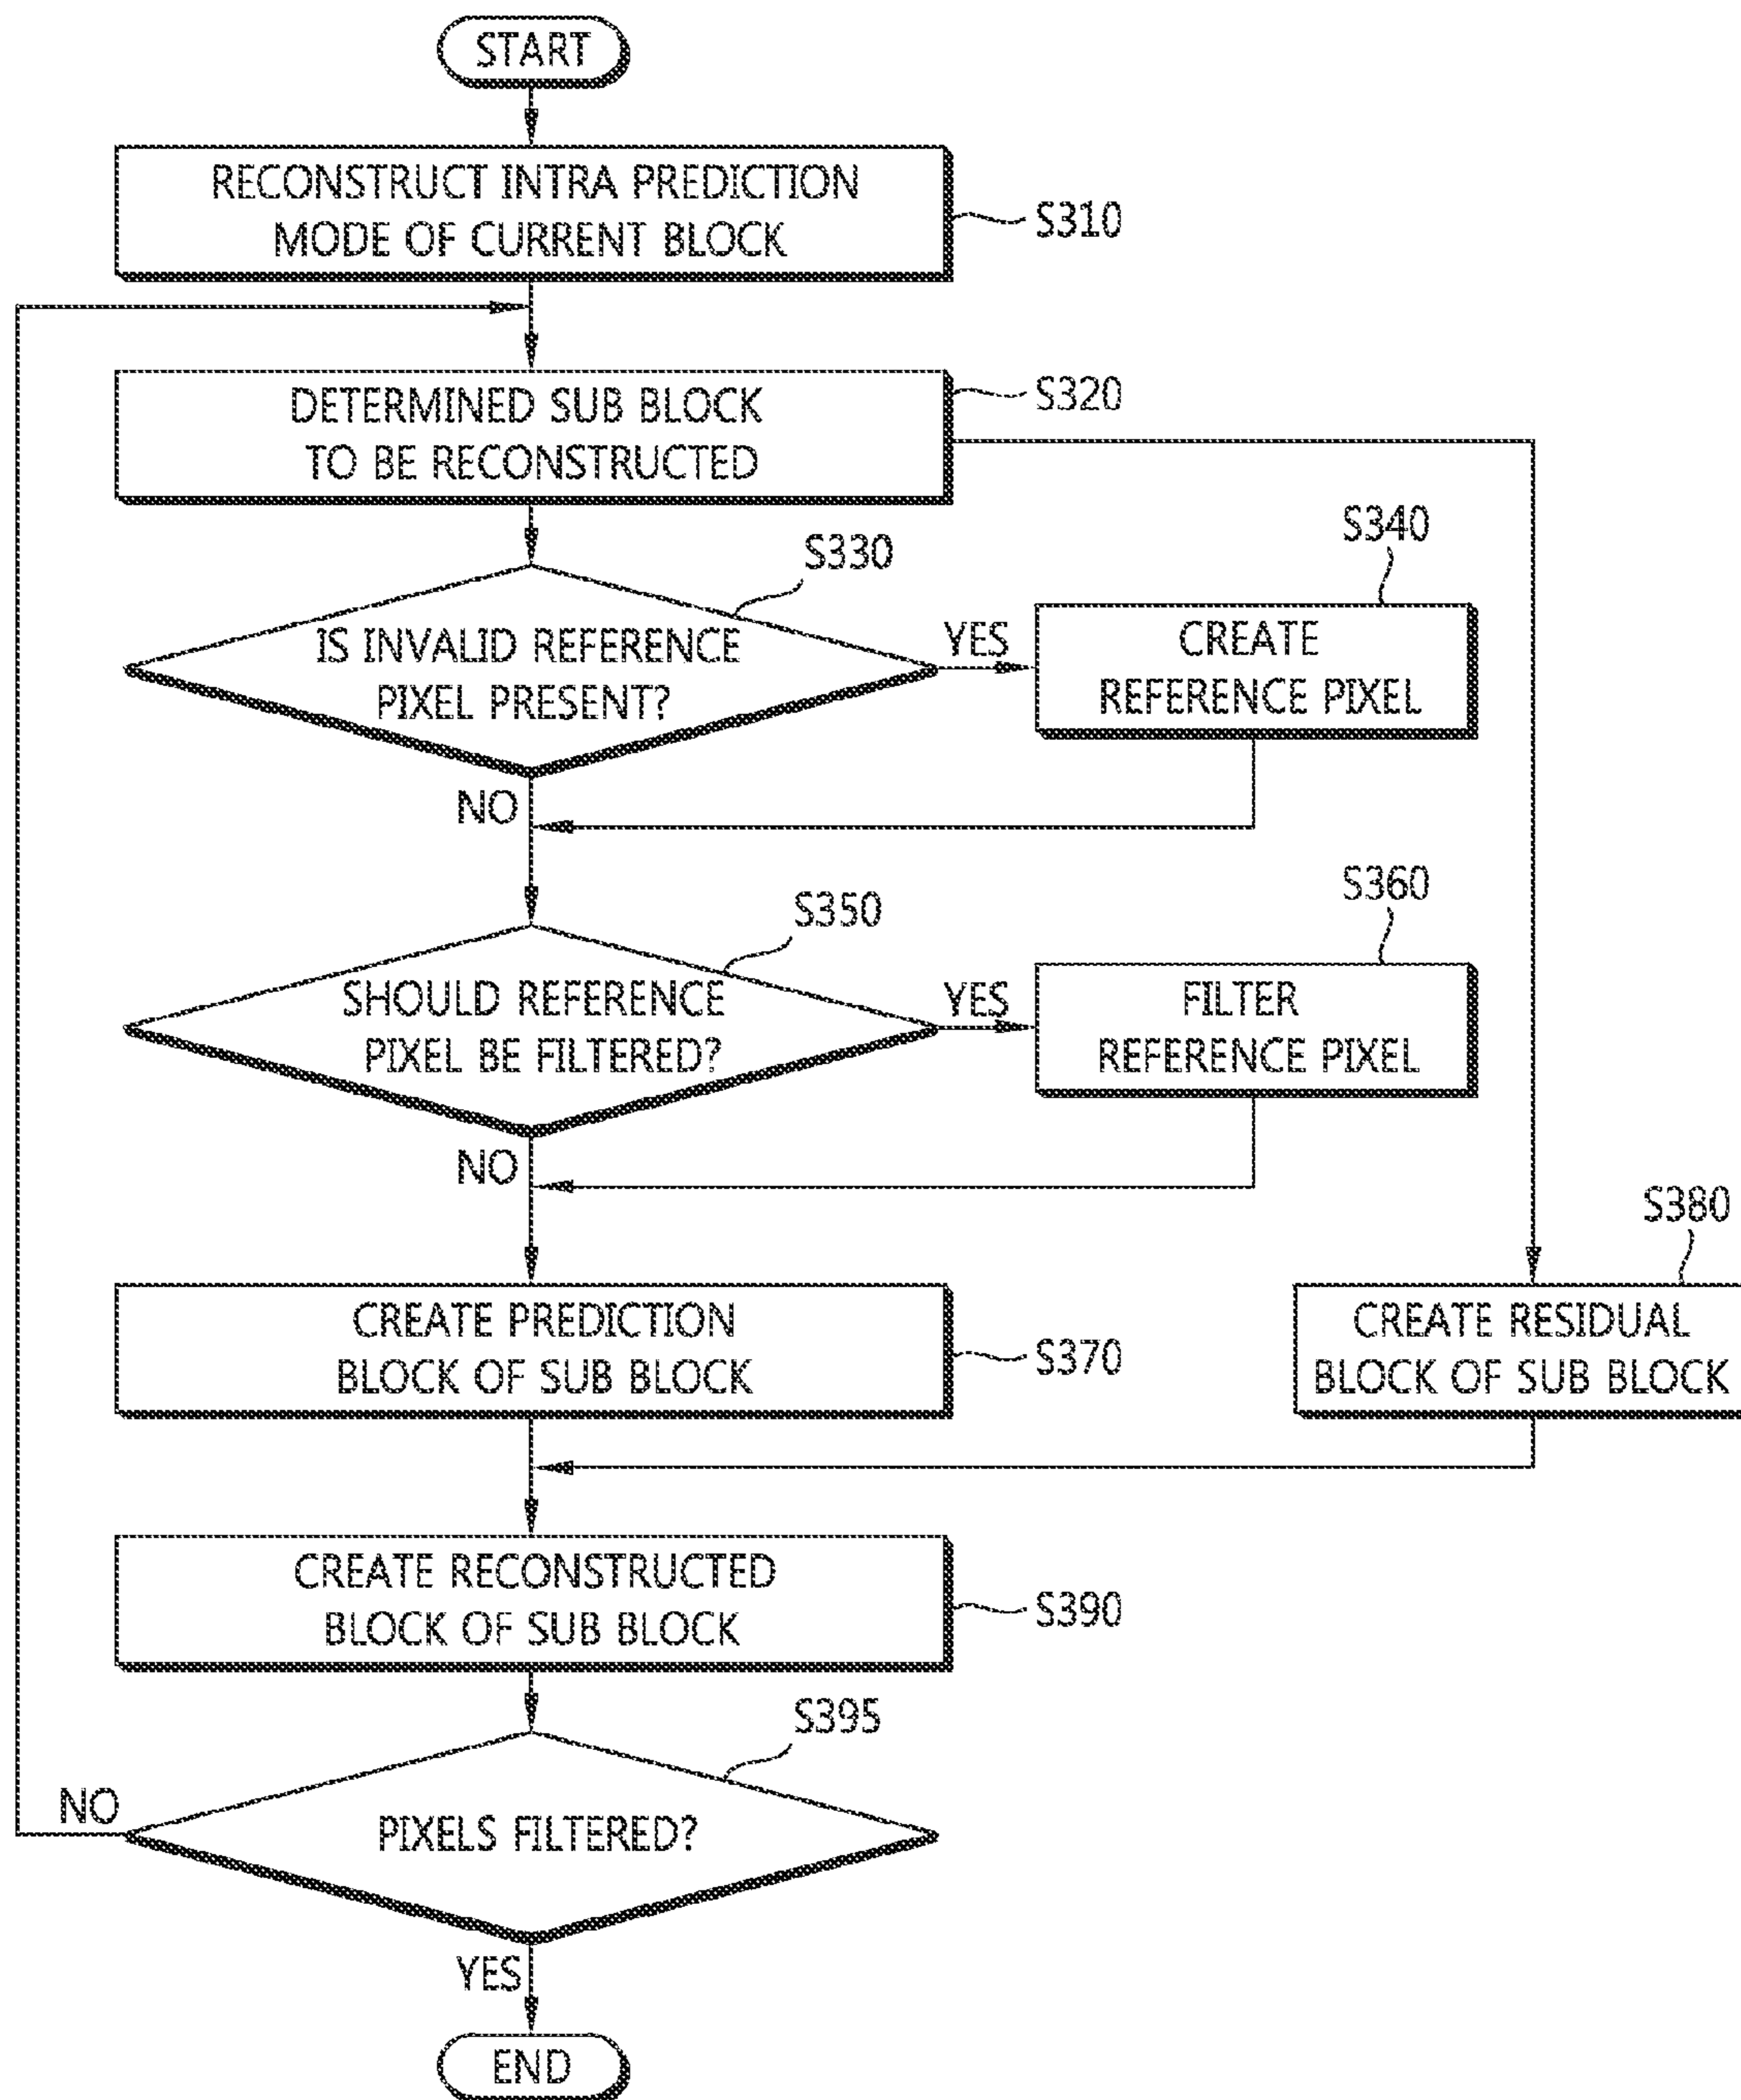 START
RECONSTRUCT INTRA PREDICTION
MODE OF CURRENT BLOCK
S310
DETERMINED SUB BLOCK
TO BE RECONSTRUCTED
S320
S330
IS INVALID REFERENCE
PIXEL PRESENT?
YES
S340
CREATE
REFERENCE PIXEL
NO
S350
SHOULD REFERENCE
PIXEL BE FILTERED?
YES
S360
FILTER
REFERENCE PIXEL
NO
CREATE PREDICTION
BLOCK OF SUB BLOCK
S370
S380
CREATE RESIDUAL
BLOCK OF SUB BLOCK
CREATE RECONSTRUCTED
BLOCK OF SUB BLOCK
S390
S395
PIXELS FILTERED?
NO
YES
END